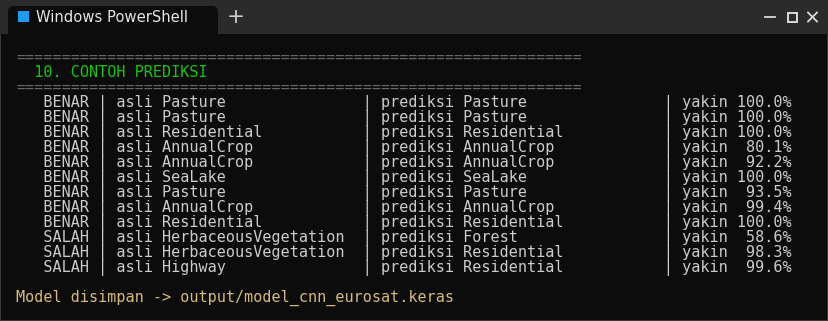 Windows PowerShell
==============================================================
10. CONTOH PREDIKSI
==============================================================
BENAR | asli Pasture | prediksi Pasture | yakin 100.0%
BENAR | asli Pasture | prediksi Pasture | yakin 100.0%
BENAR | asli Residential | prediksi Residential | yakin 100.0%
BENAR | asli AnnualCrop | prediksi AnnualCrop | yakin 80.1%
BENAR | asli AnnualCrop | prediksi AnnualCrop | yakin 92.2%
BENAR | asli SeaLake | prediksi SeaLake | yakin 100.0%
BENAR | asli Pasture | prediksi Pasture | yakin 93.5%
BENAR | asli AnnualCrop | prediksi AnnualCrop | yakin 99.4%
BENAR | asli Residential | prediksi Residential | yakin 100.0%
SALAH | asli HerbaceousVegetation | prediksi Forest | yakin 58.6%
SALAH | asli HerbaceousVegetation | prediksi Residential | yakin 98.3%
SALAH | asli Highway | prediksi Residential | yakin 99.6%
Model disimpan -> output/model_cnn_eurosat.keras